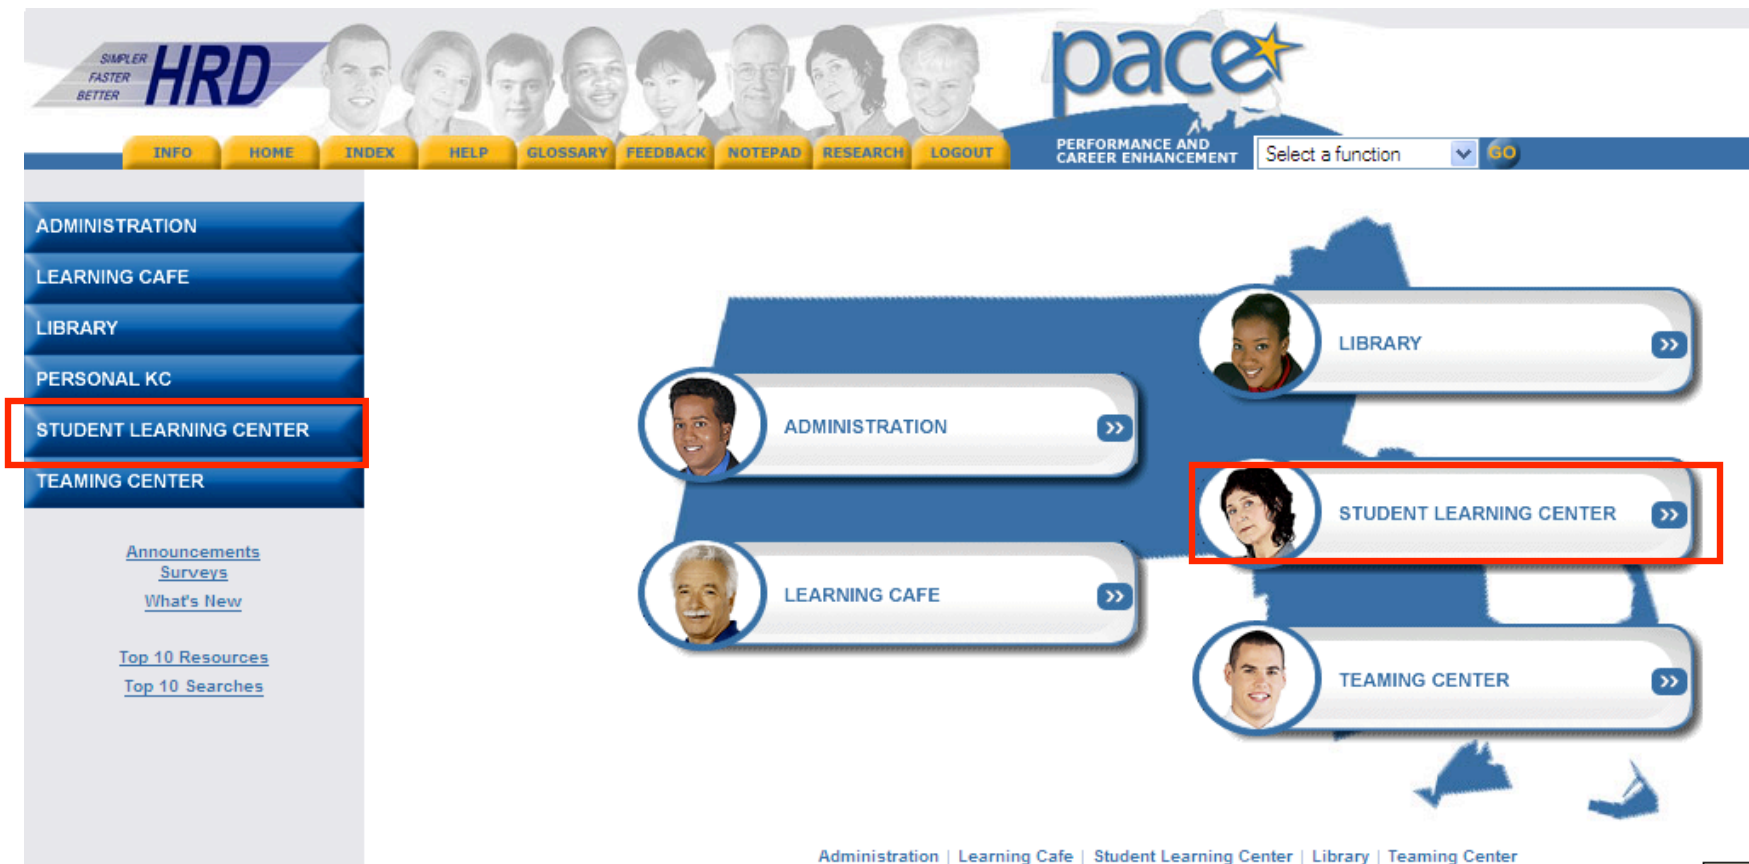 SIMPLER
FASTER
BETTER
HRD
pace
PERFORMANCE AND
CAREER ENHANCEMENT
INFO HOME INDEX HELP GLOSSARY FEEDBACK NOTEPAD RESEARCH LOGOUT
Select a function GO
ADMINISTRATION
LEARNING CAFE
LIBRARY
PERSONAL KC
STUDENT LEARNING CENTER
TEAMING CENTER
Announcements
Surveys
What's New
Top 10 Resources
Top 10 Searches
LIBRARY
ADMINISTRATION
STUDENT LEARNING CENTER
LEARNING CAFE
TEAMING CENTER
Administration | Learning Cafe | Student Learning Center | Library | Teaming Center